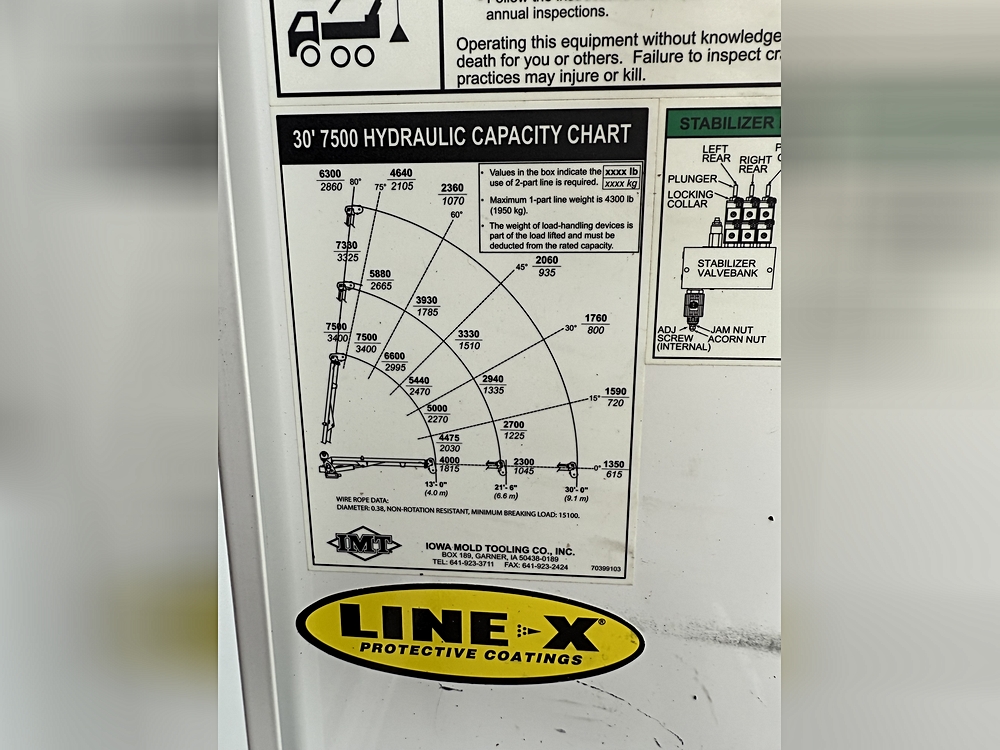 annual inspections.
Operating this equipment without knowledge
death for you or others. Failure to inspect
practices may injure or kill.
30' 7500 HYDRAULIC CAPACITY CHART
6300
2860
80°
75°
4640
2105
2360
1070
60°
• Values in the box indicate the
use of 2-part line is required.
xxxx lb
xxxx kg
• Maximum 1-part line weight is 4300 lb
(1950 kg).
• The weight of load-handling devices is
part of the load lifted and must be
deducted from the rated capacity.
7330
3325
5880
2665
45°
2060
935
3930
1785
30°
1760
800
7500
3400
7500
3400
3330
1510
6600
2995
5440
2470
2940
1335
15°
1590
720
5000
2270
2700
1225
4475
2030
4000
1815
2300
1045
0°
1350
615
13'- 0"
(4.0 m)
21'- 6"
(6.6 m)
30'- 0"
(9.1 m)
WIRE ROPE DATA:
DIAMETER: 0.38, NON-ROTATION RESISTANT, MINIMUM BREAKING LOAD: 15100.
IMT
IOWA MOLD TOOLING CO., INC.
BOX 189, GARNER, IA 50438-0189
TEL: 641-923-3711 FAX: 641-923-2424
70399103
STABILIZER
LEFT
REAR
RIGHT
REAR
PLUNGER
LOCKING
COLLAR
STABILIZER
VALVEBANK
ADJ
SCREW
(INTERNAL)
JAM NUT
ACORN NUT
LINE-X®
PROTECTIVE COATINGS